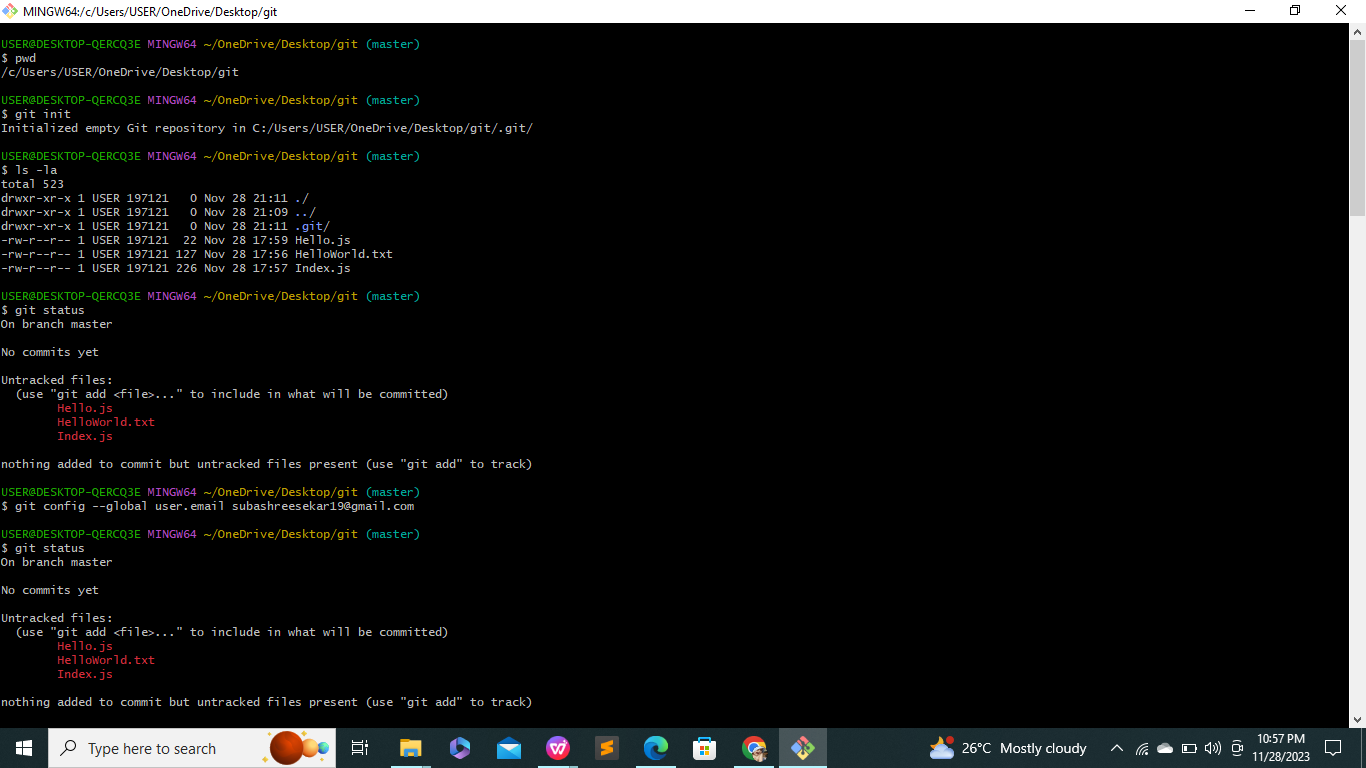 MINGW64:/c/Users/USER/OneDrive/Desktop/git
USER@DESKTOP-QERCQ3E MINGW64 ~/OneDrive/Desktop/git (master)
$ pwd
/c/Users/USER/OneDrive/Desktop/git
USER@DESKTOP-QERCQ3E MINGW64 ~/OneDrive/Desktop/git (master)
$ git init
Initialized empty Git repository in C:/Users/USER/OneDrive/Desktop/git/.git/
USER@DESKTOP-QERCQ3E MINGW64 ~/OneDrive/Desktop/git (master)
$ ls -la
total 523
drwxr-xr-x 1 USER 197121   0 Nov 28 21:11 ./
drwxr-xr-x 1 USER 197121   0 Nov 28 21:09 ../
drwxr-xr-x 1 USER 197121   0 Nov 28 21:11 .git/
-rw-r--r-- 1 USER 197121  22 Nov 28 17:59 Hello.js
-rw-r--r-- 1 USER 197121 127 Nov 28 17:56 HelloWorld.txt
-rw-r--r-- 1 USER 197121 226 Nov 28 17:57 Index.js
USER@DESKTOP-QERCQ3E MINGW64 ~/OneDrive/Desktop/git (master)
$ git status
On branch master
No commits yet
Untracked files:
  (use "git add <file>..." to include in what will be committed)
        Hello.js
        HelloWorld.txt
        Index.js
nothing added to commit but untracked files present (use "git add" to track)
USER@DESKTOP-QERCQ3E MINGW64 ~/OneDrive/Desktop/git (master)
$ git config --global user.email subashreesekar19@gmail.com
USER@DESKTOP-QERCQ3E MINGW64 ~/OneDrive/Desktop/git (master)
$ git status
On branch master
No commits yet
Untracked files:
  (use "git add <file>..." to include in what will be committed)
        Hello.js
        HelloWorld.txt
        Index.js
nothing added to commit but untracked files present (use "git add" to track)
Type here to search
26°C Mostly cloudy
10:57 PM
11/28/2023